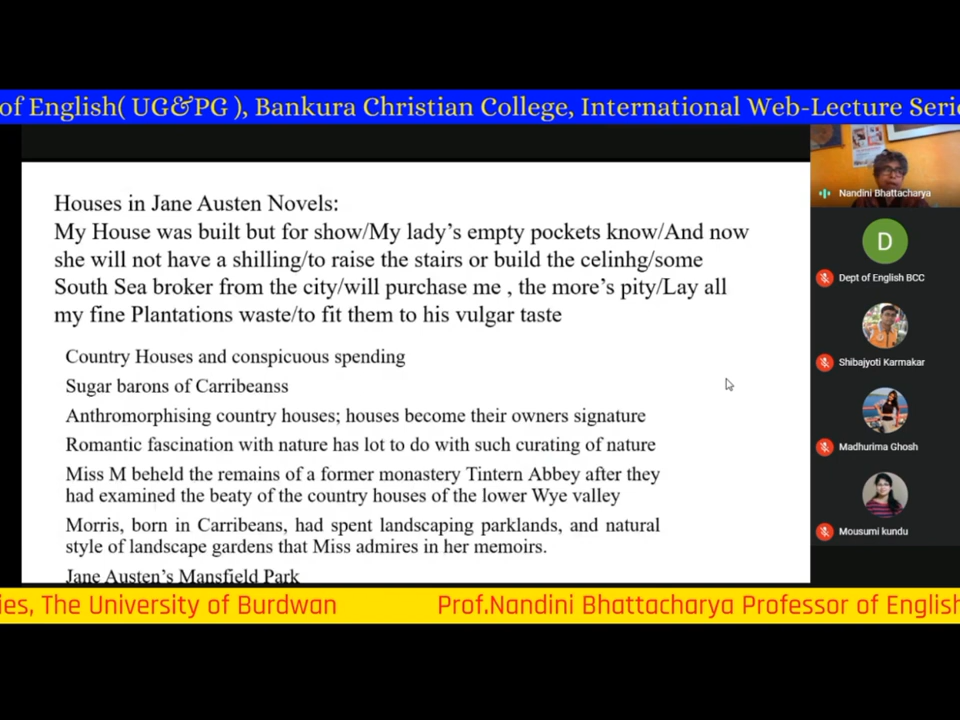 of English( UG&PG ), Bankura Christian College, International Web-Lecture Serie
Houses in Jane Austen Novels:
My House was built but for show/My lady's empty pockets know/And now
she will not have a shilling/to raise the stairs or build the celinhg/some
South Sea broker from the city/will purchase me , the more's pity/Lay all
my fine Plantations waste/to fit them to his vulgar taste
Country Houses and conspicuous spending
Sugar barons of Carribeanss
Anthromorphising country houses; houses become their owners signature
Romantic fascination with nature has lot to do with such curating of nature
Miss M beheld the remains of a former monastery Tintern Abbey after they
had examined the beaty of the country houses of the lower Wye valley
Morris, born in Carribeans, had spent landscaping parklands, and natural
style of landscape gardens that Miss admires in her memoirs.
Jane Austen's Mansfield Park
Nandini Bhattacharya
D
Dept of English BCC
Shibajyoti Karmakar
Madhurima Ghosh
Mousumi kundu
ies, The University of Burdwan Prof.Nandini Bhattacharya Professor of English